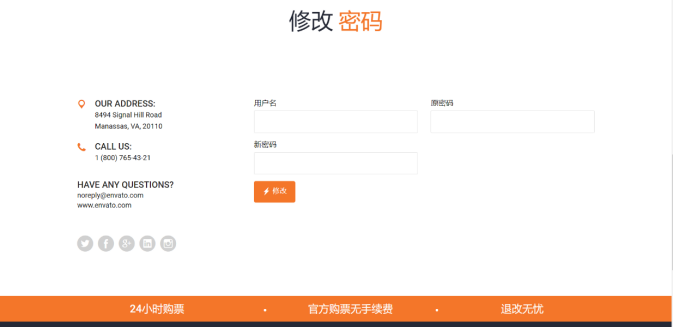 修改 密码
OUR ADDRESS:
8494 Signal Hill Road
Manassas, VA, 20110
CALL US:
1 (800) 765-43-21
HAVE ANY QUESTIONS?
noreply@envato.com
www.envato.com
用户名
原密码
新密码
修改
24小时购票 • 官方购票无手续费 • 退改无忧